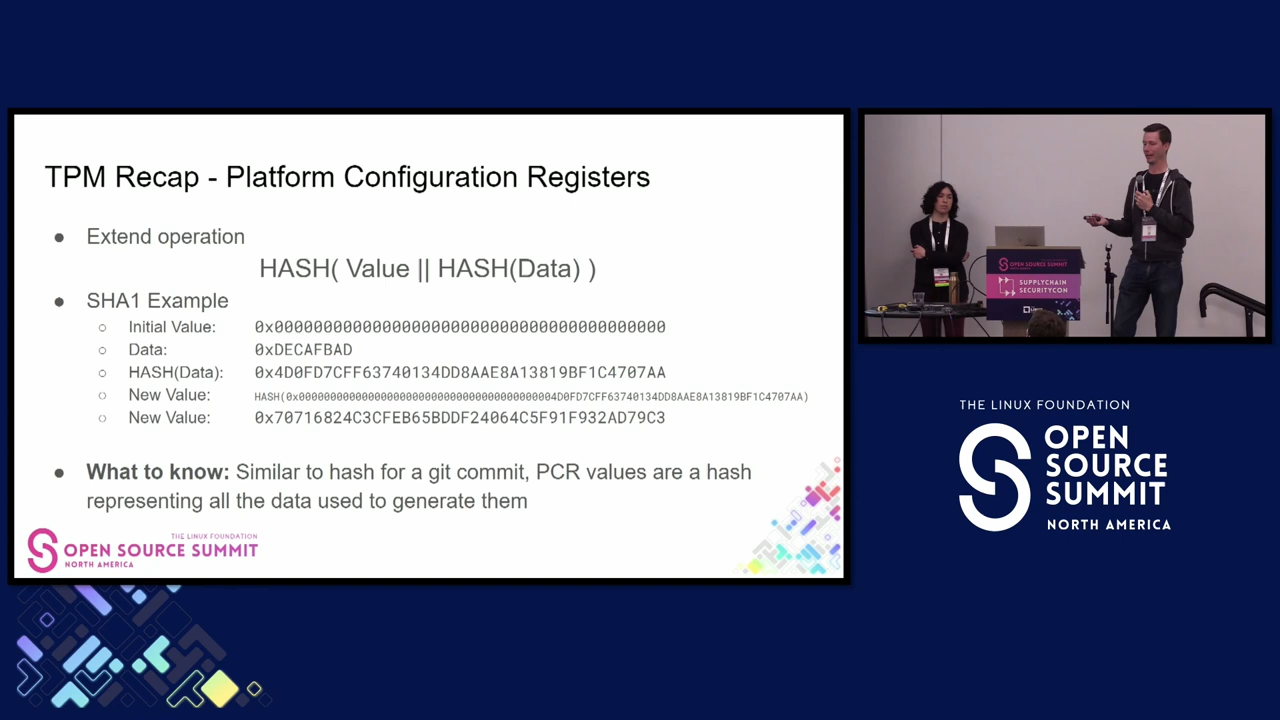 TPM Recap - Platform Configuration Registers
● Extend operation
HASH( Value || HASH(Data) )
● SHA1 Example
○ Initial Value: 0x0000000000000000000000000000000000000000
○ Data: 0xDECAFBAD
○ HASH(Data): 0x4D0FD7CFF63740134DD8AAE8A13819BF1C4707AA
○ New Value: HASH(0x00000000000000000000000000000000000000004D0FD7CFF63740134DD8AAE8A13819BF1C4707AA)
○ New Value: 0x70716824C3CFEB65BDDF24064C5F91F932AD79C3
● What to know: Similar to hash for a git commit, PCR values are a hash
representing all the data used to generate them
THE LINUX FOUNDATION
OPEN SOURCE SUMMIT
NORTH AMERICA
OPEN SOURCE SUMMIT
SUPPLYCHAIN
SECURITYCON
THE LINUX FOUNDATION
OPEN
SOURCE
SUMMIT
NORTH AMERICA